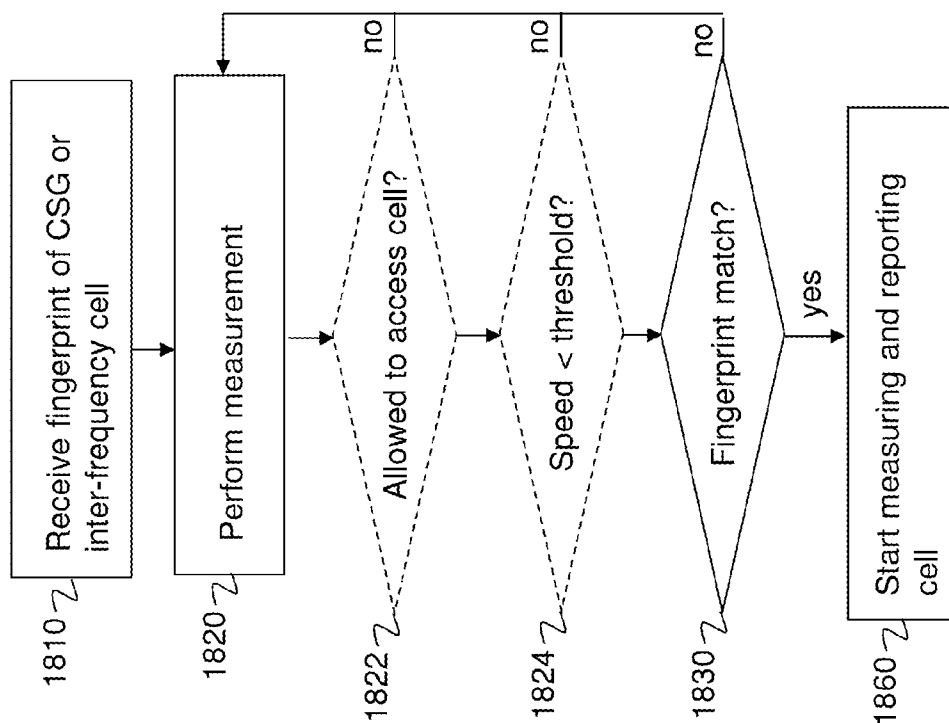 1810
Receive fingerprint of CSG or
inter-frequency cell
1820
Perform measurement
1822
Allowed to access cell?
no
1824
Speed < threshold?
no
1830
Fingerprint match?
no
yes
1860
Start measuring and reporting
cell